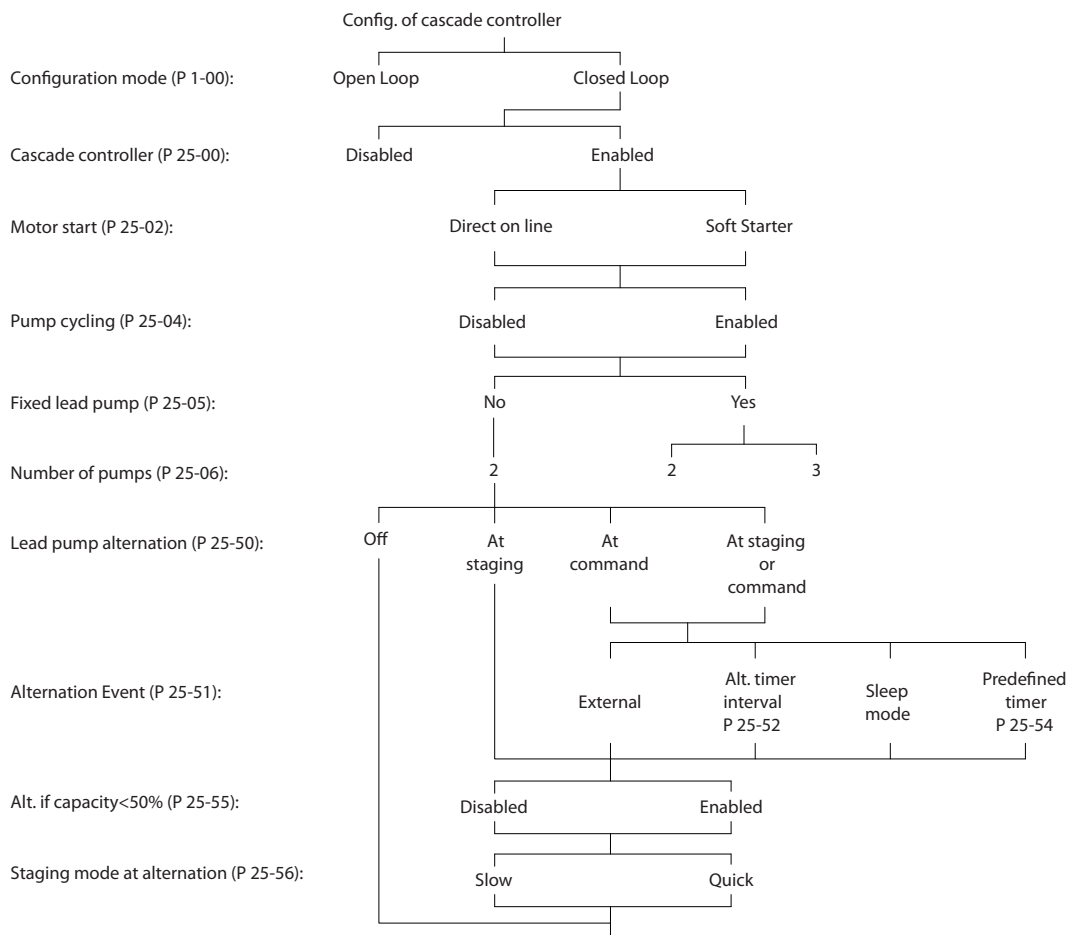 Config. of cascade controller
Configuration mode (P 1-00):
Open Loop
Closed Loop
Cascade controller (P 25-00):
Disabled
Enabled
Motor start (P 25-02):
Direct on line
Soft Starter
Pump cycling (P 25-04):
Disabled
Enabled
Fixed lead pump (P 25-05):
No
Yes
Number of pumps (P 25-06):
2
2
3
Lead pump alternation (P 25-50):
Off
At
staging
At
command
At staging
or
command
Alternation Event (P 25-51):
External
Alt. timer
interval
P 25-52
Sleep
mode
Predefined
timer
P 25-54
Alt. if capacity<50% (P 25-55):
Disabled
Enabled
Staging mode at alternation (P 25-56):
Slow
Quick